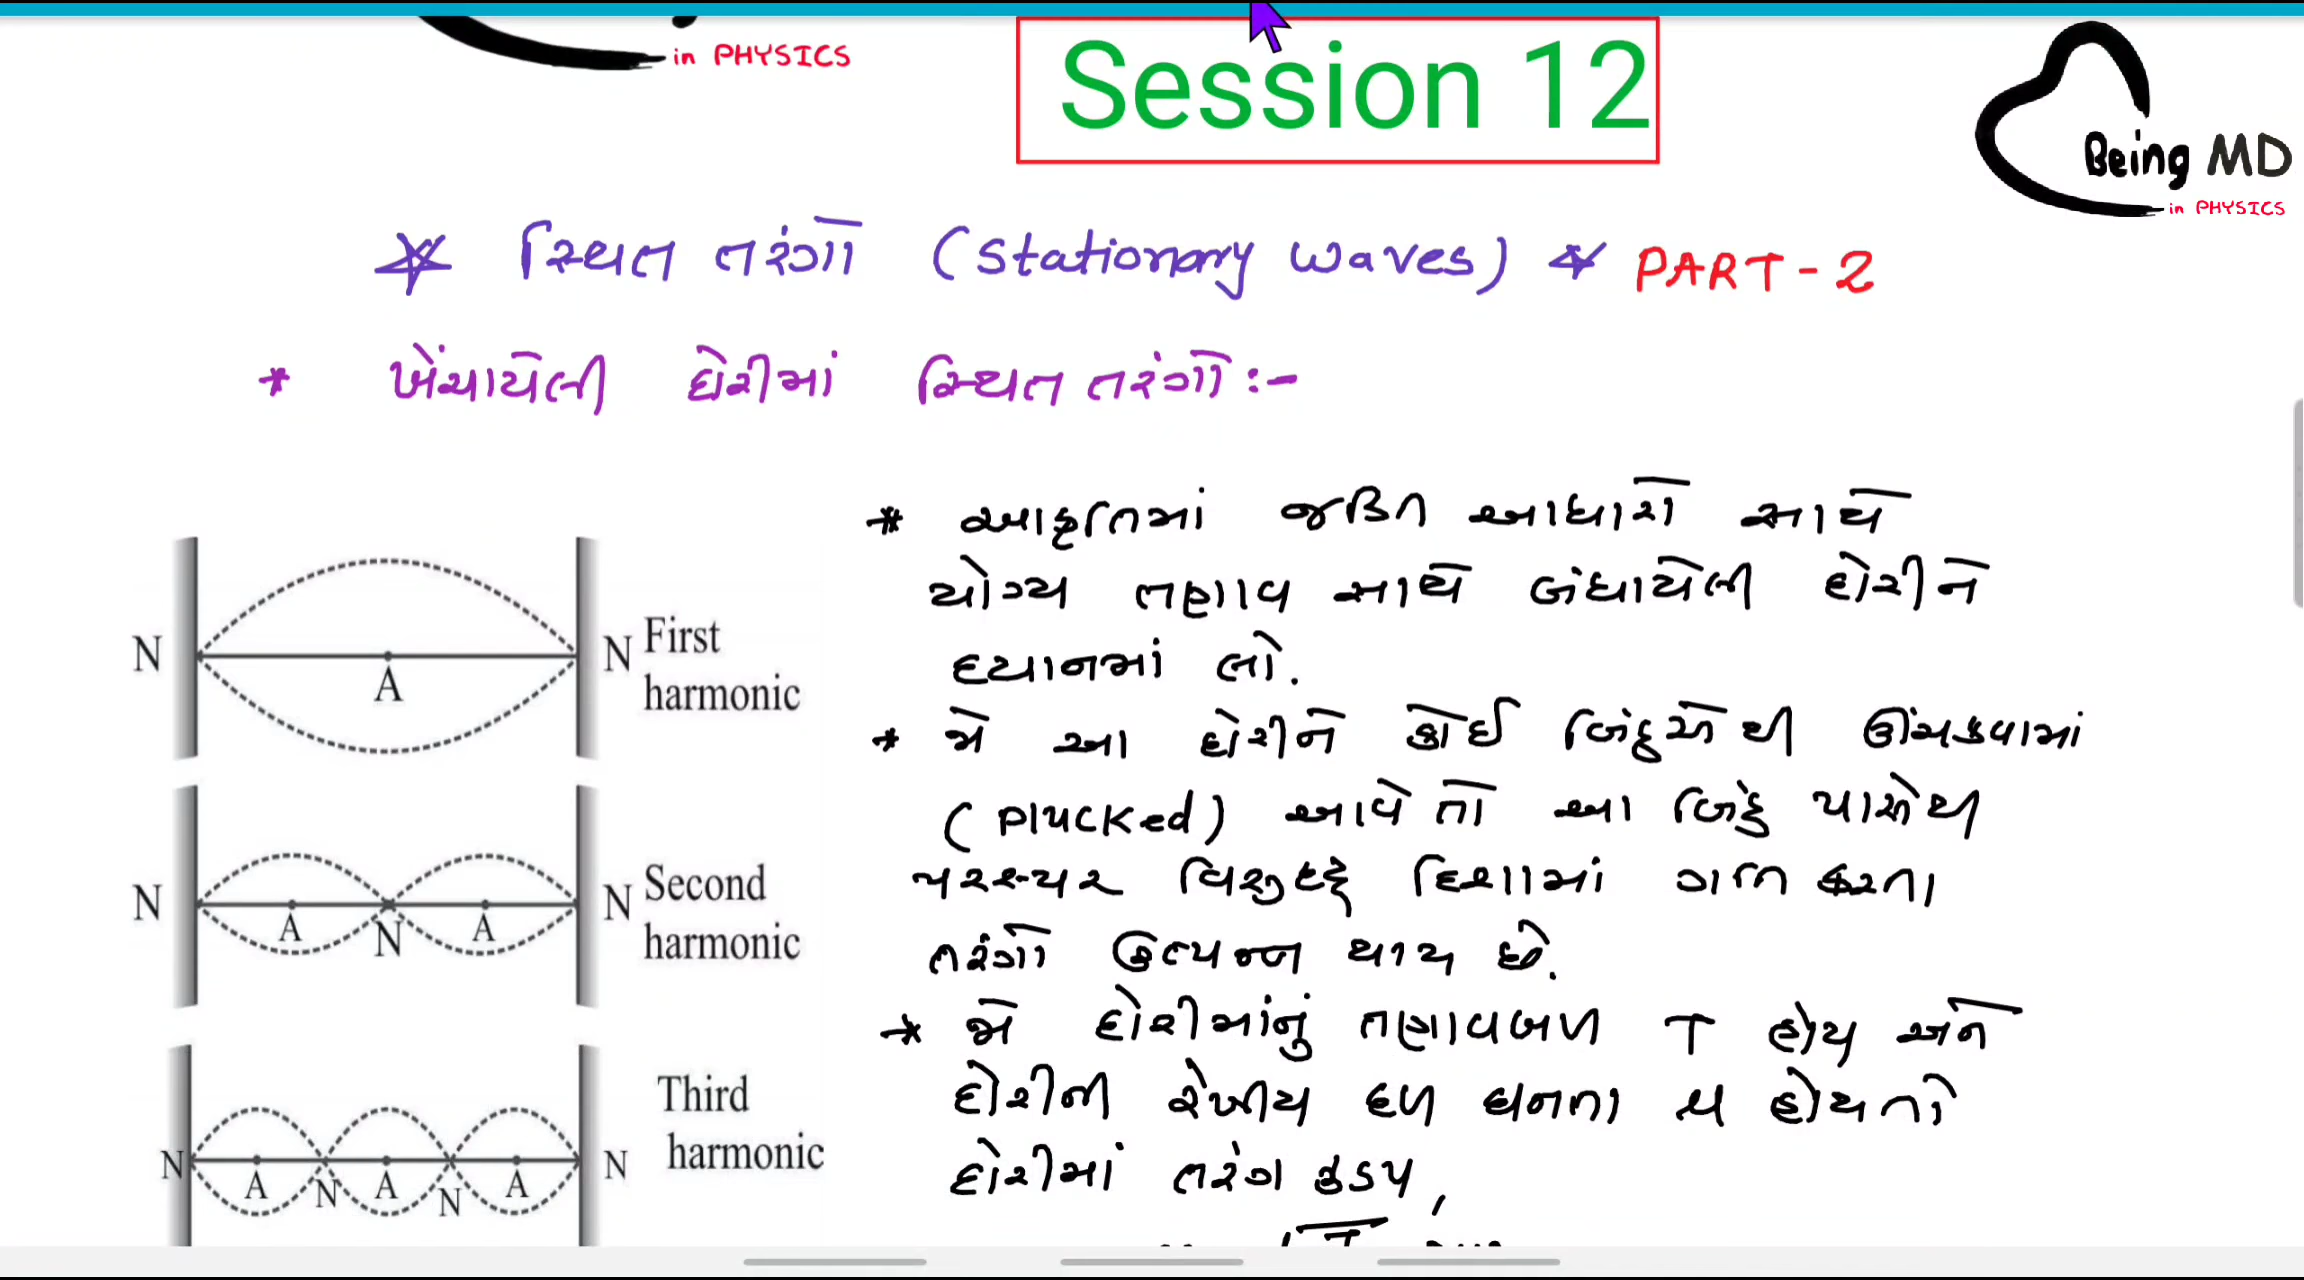 in PHYSICS
Session 12
Being MD
in PHYSICS
* સ્થિત તરંગો (Stationary waves) * PART-2
* ખેંચાયેલી દોરીમાં સ્થિત તરંગો :-
* આકૃતિમાં જડિત આધારો સાથે
યોગ્ય તણાવ સાથે બંધાયેલી દોરીને
ધ્યાનમાં લો.
* જો આ દોરીને કોઈ બિંદુએથી ઊંચકવામાં
(Plucked) આવે તો આ બિંદુ પાસેથી
પરસ્પર વિરુદ્ધ દિશામાં ગતિ કરતા
તરંગો ઉત્પન્ન થાય છે.
* જો દોરીમાંનું તણાવબળ T હોય અને
દોરીની રેખીય દળ ઘનતા μ હોય તો
દોરીમાં તરંગ ઝડપ,
N A N First
harmonic
N A N A N Second
harmonic
N A N A N A N Third
harmonic